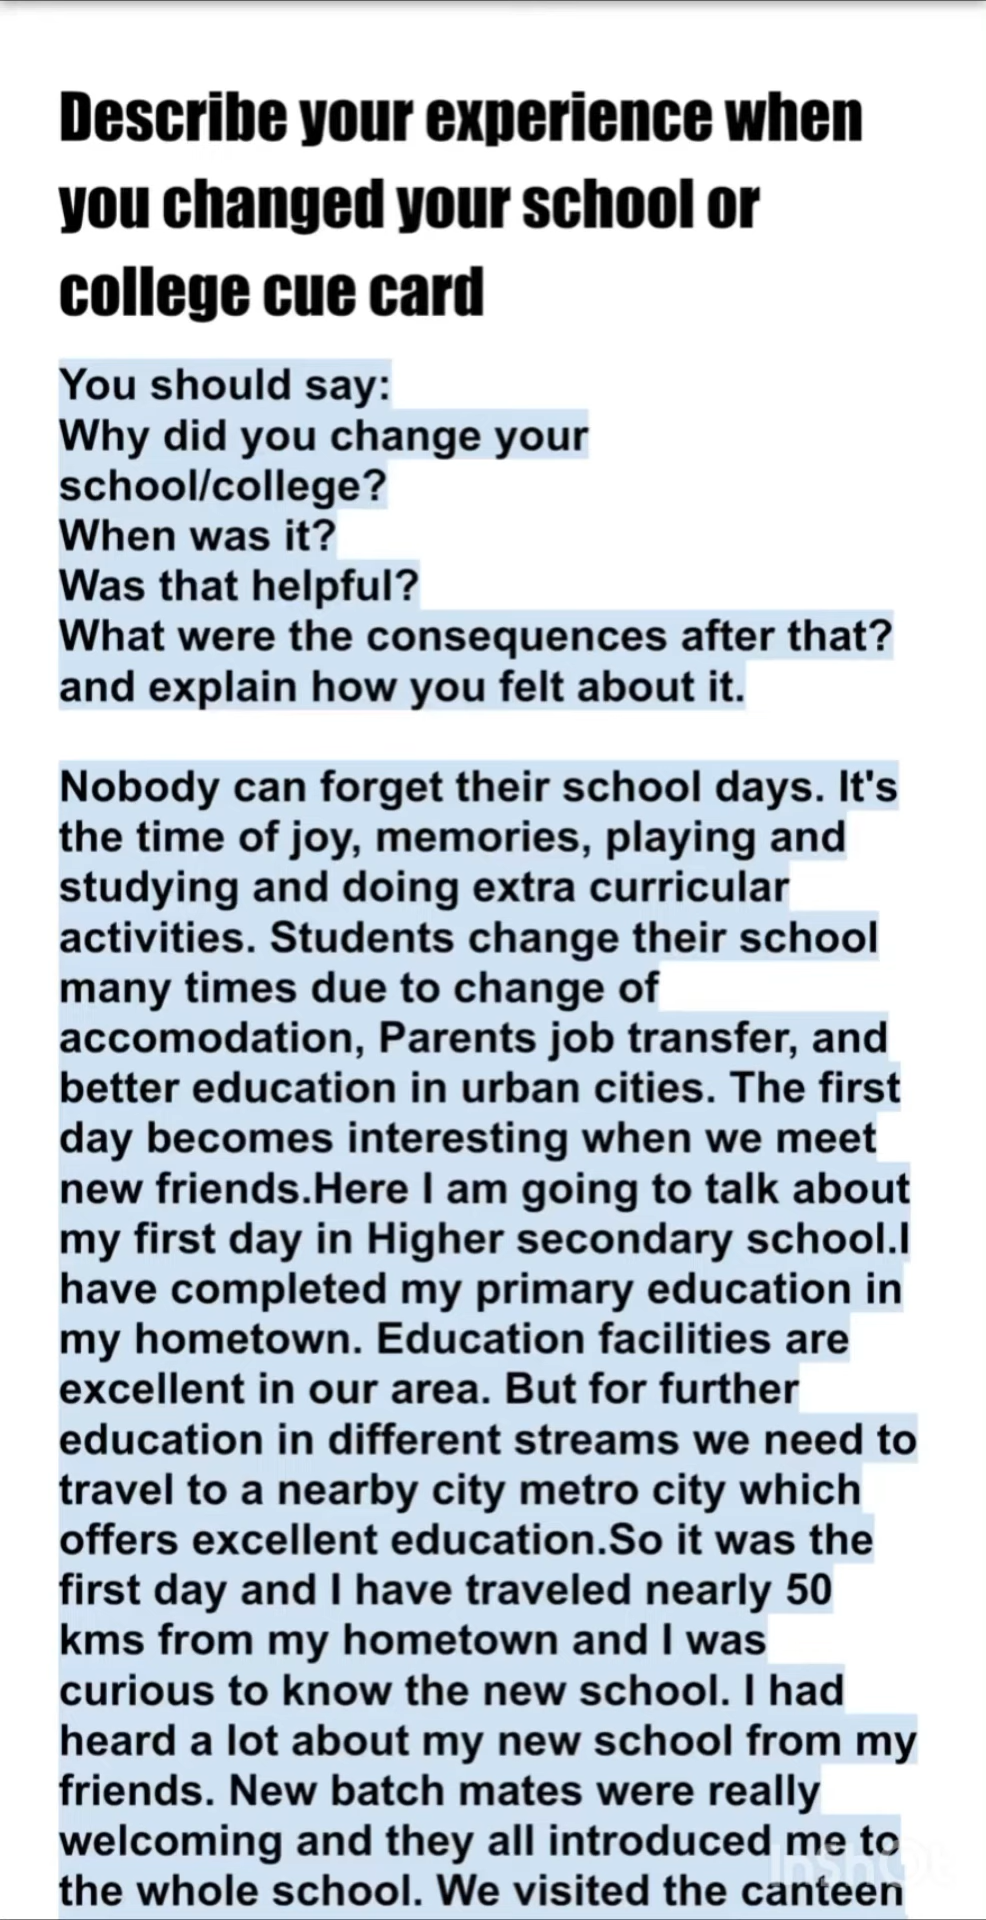 Describe your experience when
you changed your school or
college cue card
You should say:
Why did you change your
school/college?
When was it?
Was that helpful?
What were the consequences after that?
and explain how you felt about it.
Nobody can forget their school days. It's
the time of joy, memories, playing and
studying and doing extra curricular
activities. Students change their school
many times due to change of
accomodation, Parents job transfer, and
better education in urban cities. The first
day becomes interesting when we meet
new friends.Here I am going to talk about
my first day in Higher secondary school.I
have completed my primary education in
my hometown. Education facilities are
excellent in our area. But for further
education in different streams we need to
travel to a nearby city metro city which
offers excellent education.So it was the
first day and I have traveled nearly 50
kms from my hometown and I was
curious to know the new school. I had
heard a lot about my new school from my
friends. New batch mates were really
welcoming and they all introduced me to
the whole school. We visited the canteen
InShOt